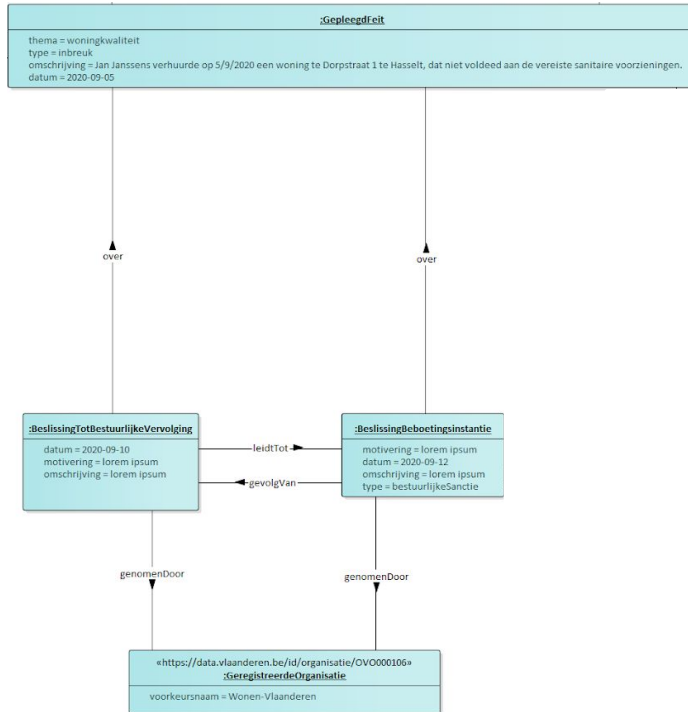 :GepleegdFeit
thema = woningkwaliteit
type = inbreuk
omschrijving = Jan Janssens verhuurde op 5/9/2020 een woning te Dorpstraat 1 te Hasselt, dat niet voldeed aan de vereiste sanitaire voorzieningen.
datum = 2020-09-05
over
over
:BeslissingTotBestuurlijkeVervolging
datum = 2020-09-10
motivering = lorem ipsum
omschrijving = lorem ipsum
leidtTot
gevolgVan
:BeslissingBeboetingsinstantie
motivering = lorem ipsum
datum = 2020-09-12
omschrijving = lorem ipsum
type = bestuurlijkeSanctie
genomenDoor
genomenDoor
«https://data.vlaanderen.be/id/organisatie/OVO000106»
:GeregistreerdeOrganisatie
voorkeursnaam = Wonen-Vlaanderen